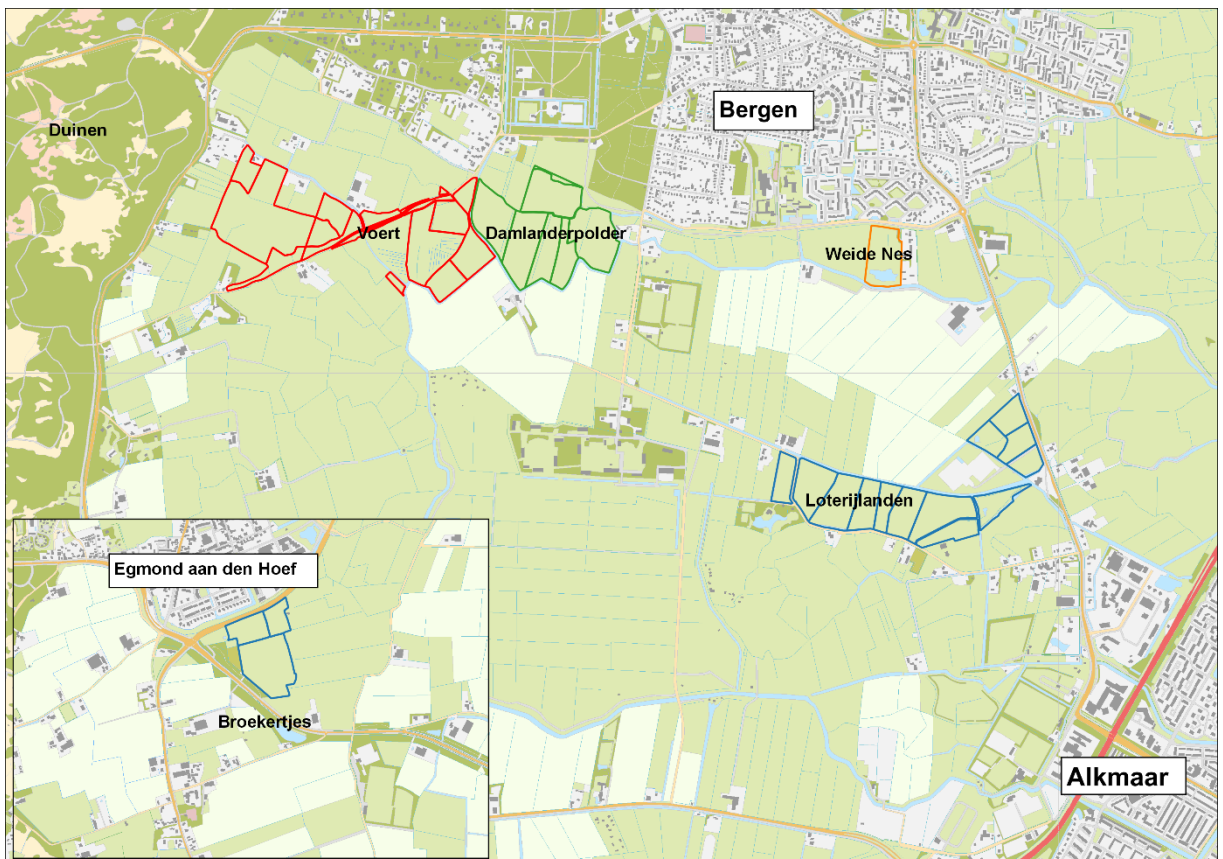 Bergen
Duinen
Voert
Damlanderpolder
Weide Nes
Loterijlanden
Egmond aan den Hoef
Broekertjes
Alkmaar